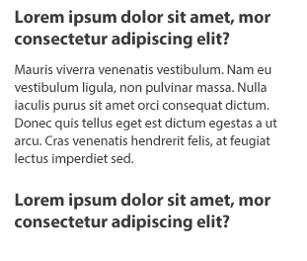 Lorem ipsum dolor sit amet, mor
consectetur adipiscing elit?
Mauris viverra venenatis vestibulum. Nam eu
vestibulum ligula, non pulvinar massa. Nulla
iaculis purus sit amet orci consequat dictum.
Donec quis tellus eget est dictum egestas a ut
arcu. Cras venenatis hendrerit felis, at feugiat
lectus imperdiet sed.
Lorem ipsum dolor sit amet, mor
consectetur adipiscing elit?